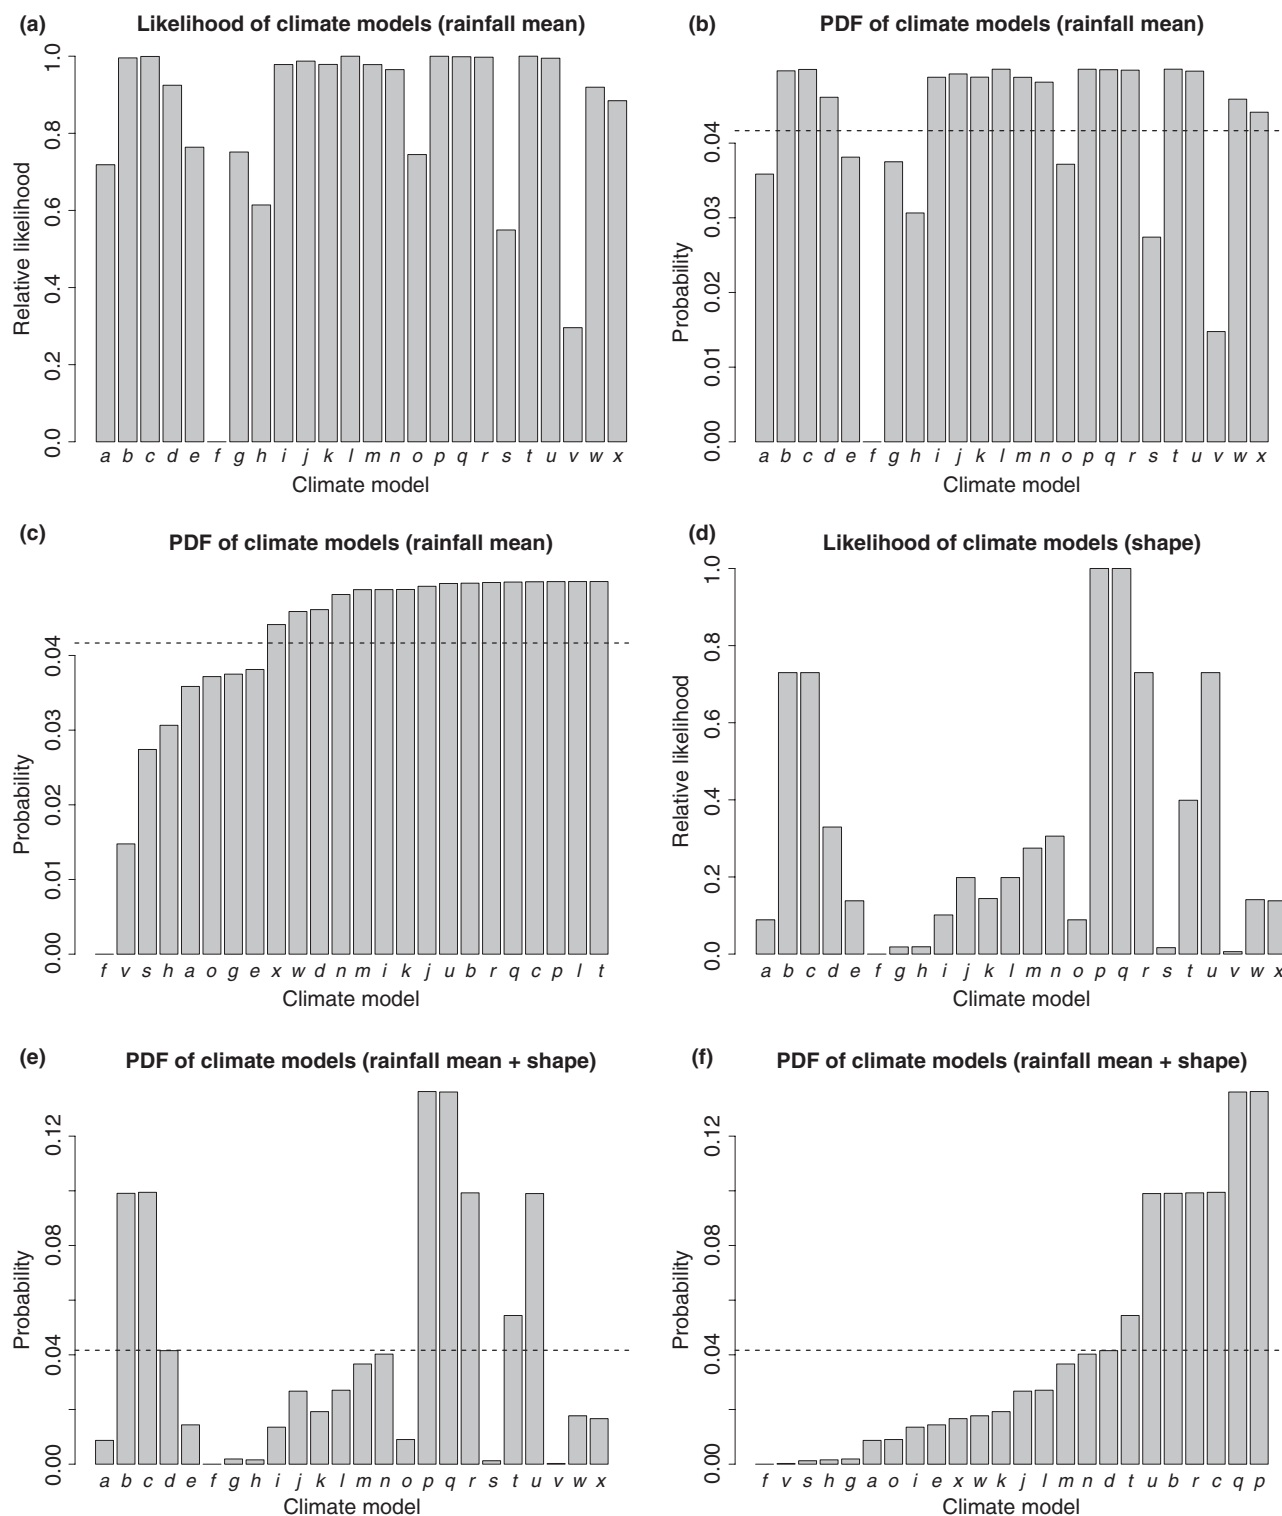 (a) Likelihood of climate models (rainfall mean)
Relative likelihood
0.0 0.2 0.4 0.6 0.8 1.0
a b c d e f g h i j k l m n o p q r s t u v w x
Climate model
(b) PDF of climate models (rainfall mean)
Probability
0.00 0.01 0.02 0.03 0.04
a b c d e f g h i j k l m n o p q r s t u v w x
Climate model
(c) PDF of climate models (rainfall mean)
Probability
0.00 0.01 0.02 0.03 0.04
f v s h a o g e x w d n m i k j u b r q c p l t
Climate model
(d) Likelihood of climate models (shape)
Relative likelihood
0.0 0.2 0.4 0.6 0.8 1.0
a b c d e f g h i j k l m n o p q r s t u v w x
Climate model
(e) PDF of climate models (rainfall mean + shape)
Probability
0.00 0.04 0.08 0.12
a b c d e f g h i j k l m n o p q r s t u v w x
Climate model
(f) PDF of climate models (rainfall mean + shape)
Probability
0.00 0.04 0.08 0.12
f v s h g a o i e x w k j l m n d t u b r c q p
Climate model